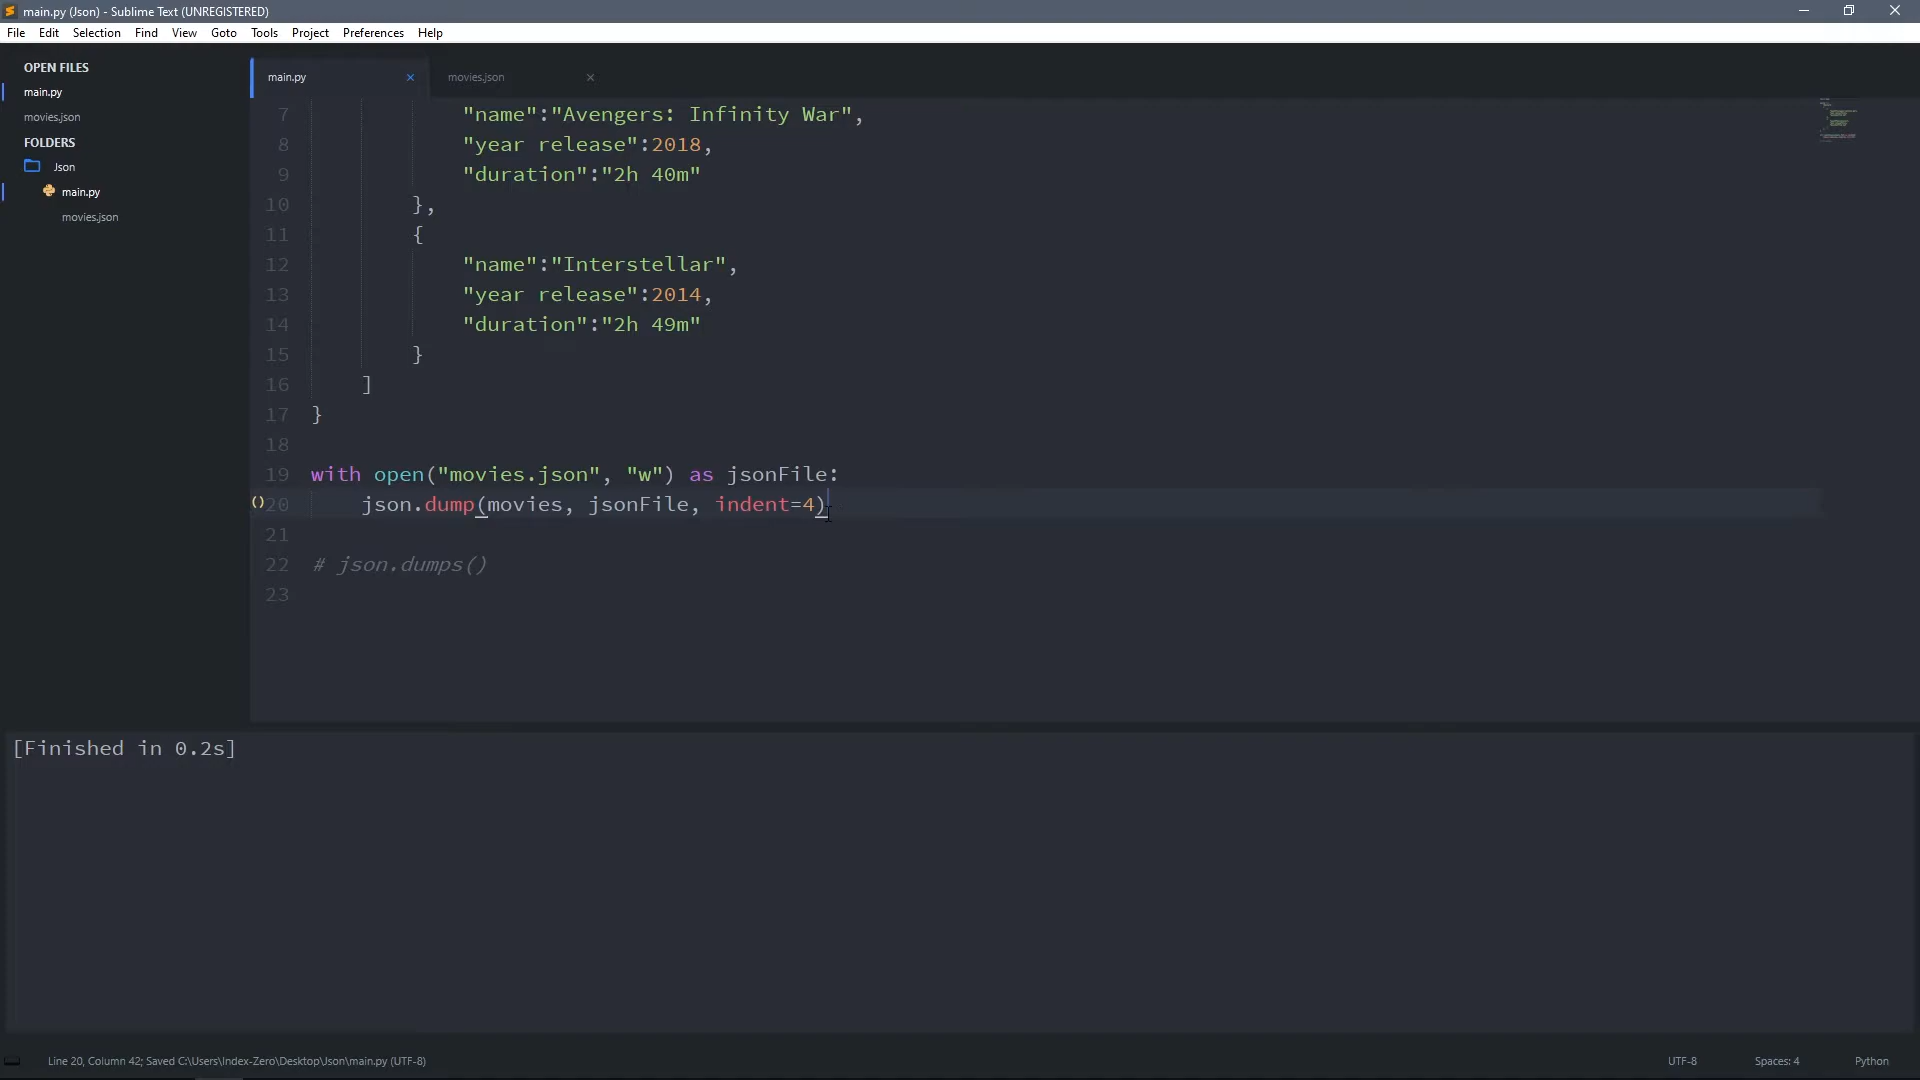 main.py (Json) - Sublime Text (UNREGISTERED)
File Edit Selection Find View Goto Tools Project Preferences Help
OPEN FILES
main.py
movies.json
FOLDERS
Json
main.py
movies.json
main.py × movies.json ×
7 "name":"Avengers: Infinity War",
8 "year release":2018,
9 "duration":"2h 40m"
10 },
11 {
12 "name":"Interstellar",
13 "year release":2014,
14 "duration":"2h 49m"
15 }
16 ]
17 }
18
19 with open("movies.json", "w") as jsonFile:
20 json.dump(movies, jsonFile, indent=4)
21
22 # json.dumps()
23
[Finished in 0.2s]
Line 20, Column 42; Saved C:\Users\Index-Zero\Desktop\Json\main.py (UTF-8)
UTF-8 Spaces: 4 Python